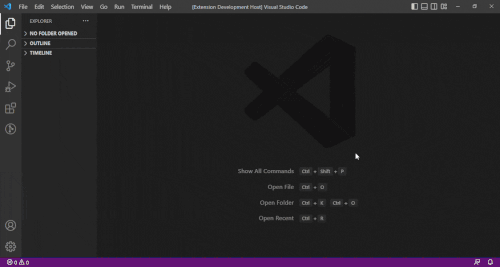 File Edit Selection View Go Run Terminal Help [Extension Development Host] Visual Studio Code
EXPLORER ...
NO FOLDER OPENED
OUTLINE
TIMELINE
Show All Commands Ctrl + Shift + P
Open File Ctrl + O
Open Folder Ctrl + K Ctrl + O
Open Recent Ctrl + R
0 0